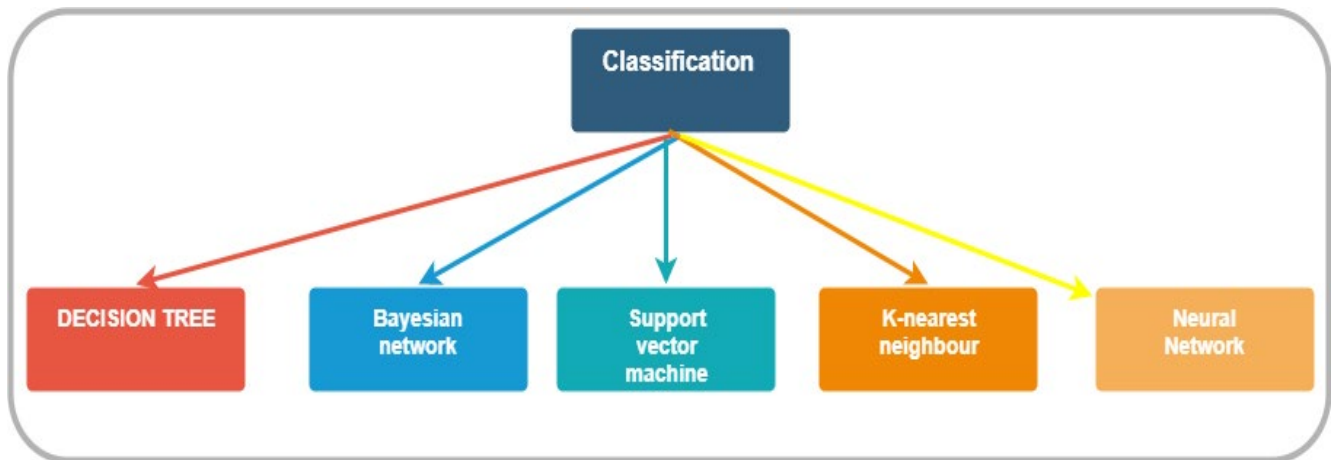 Classification
DECISION TREE
Bayesian
network
Support
vector
machine
K-nearest
neighbour
Neural
Network